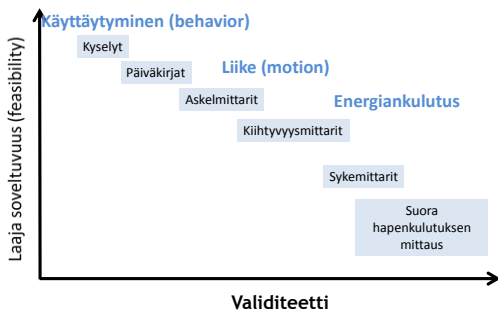 Käyttäytyminen (behavior)
Kyselyt
Päiväkirjat
Liike (motion)
Askelmittarit
Energiankulutus
Kiihtyvyysmittarit
Sykemittarit
Suora
hapenkulutuksen
mittaus
Laaja soveltuvuus (feasibility)
Validiteetti